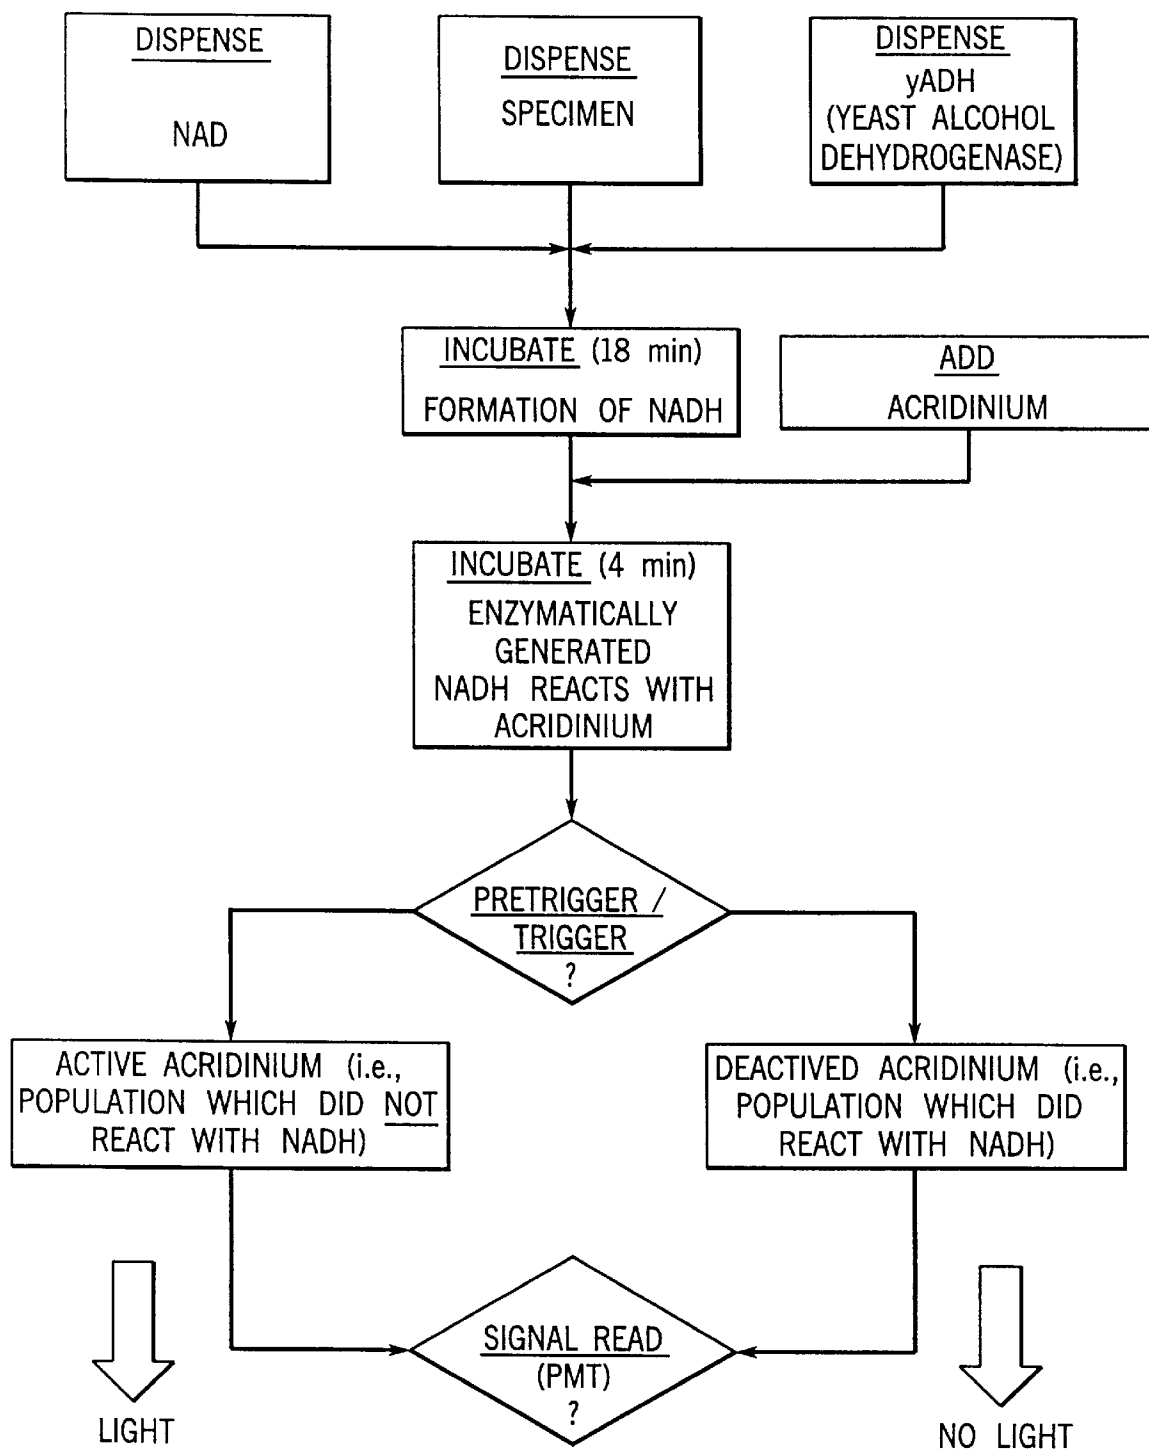 DISPENSE
NAD
DISPENSE
SPECIMEN
DISPENSE
yADH
(YEAST ALCOHOL
DEHYDROGENASE)
INCUBATE (18 min)
FORMATION OF NADH
ADD
ACRIDINIUM
INCUBATE (4 min)
ENZYMATICALLY
GENERATED
NADH REACTS WITH
ACRIDINIUM
PRETRIGGER /
TRIGGER
?
ACTIVE ACRIDINIUM (i.e.,
POPULATION WHICH DID NOT
REACT WITH NADH)
DEACTIVED ACRIDINIUM (i.e.,
POPULATION WHICH DID
REACT WITH NADH)
SIGNAL READ
(PMT)
?
LIGHT
NO LIGHT